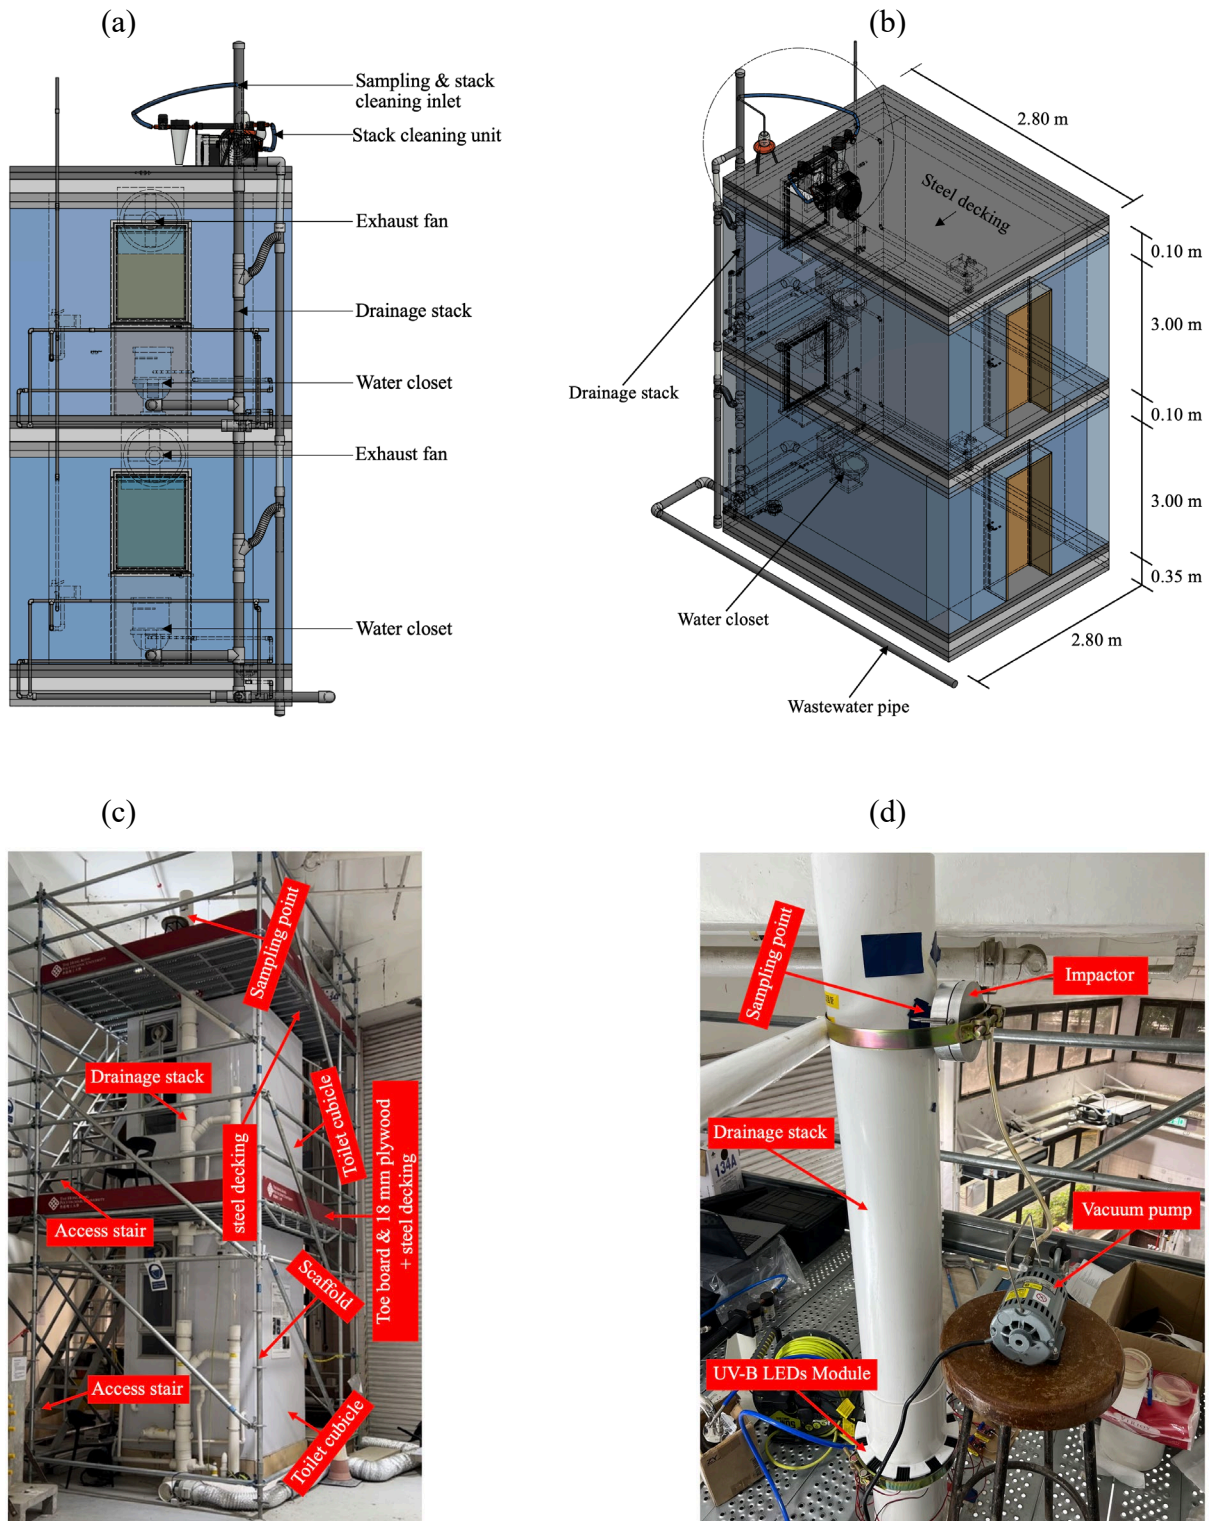 (a)
Sampling & stack
cleaning inlet
Stack cleaning unit
Exhaust fan
Drainage stack
Water closet
Exhaust fan
Water closet
(b)
2.80 m
Steel decking
0.10 m
3.00 m
0.10 m
3.00 m
0.35 m
2.80 m
Drainage stack
Water closet
Wastewater pipe
(c)
Sampling point
Drainage stack
steel decking
Toilet cubicle
Toe board & 18 mm plywood
+ steel decking
Access stair
Scaffold
Access stair
Toilet cubicle
(d)
Sampling point
Impactor
Drainage stack
134A
Vacuum pump
UV-B LEDs Module